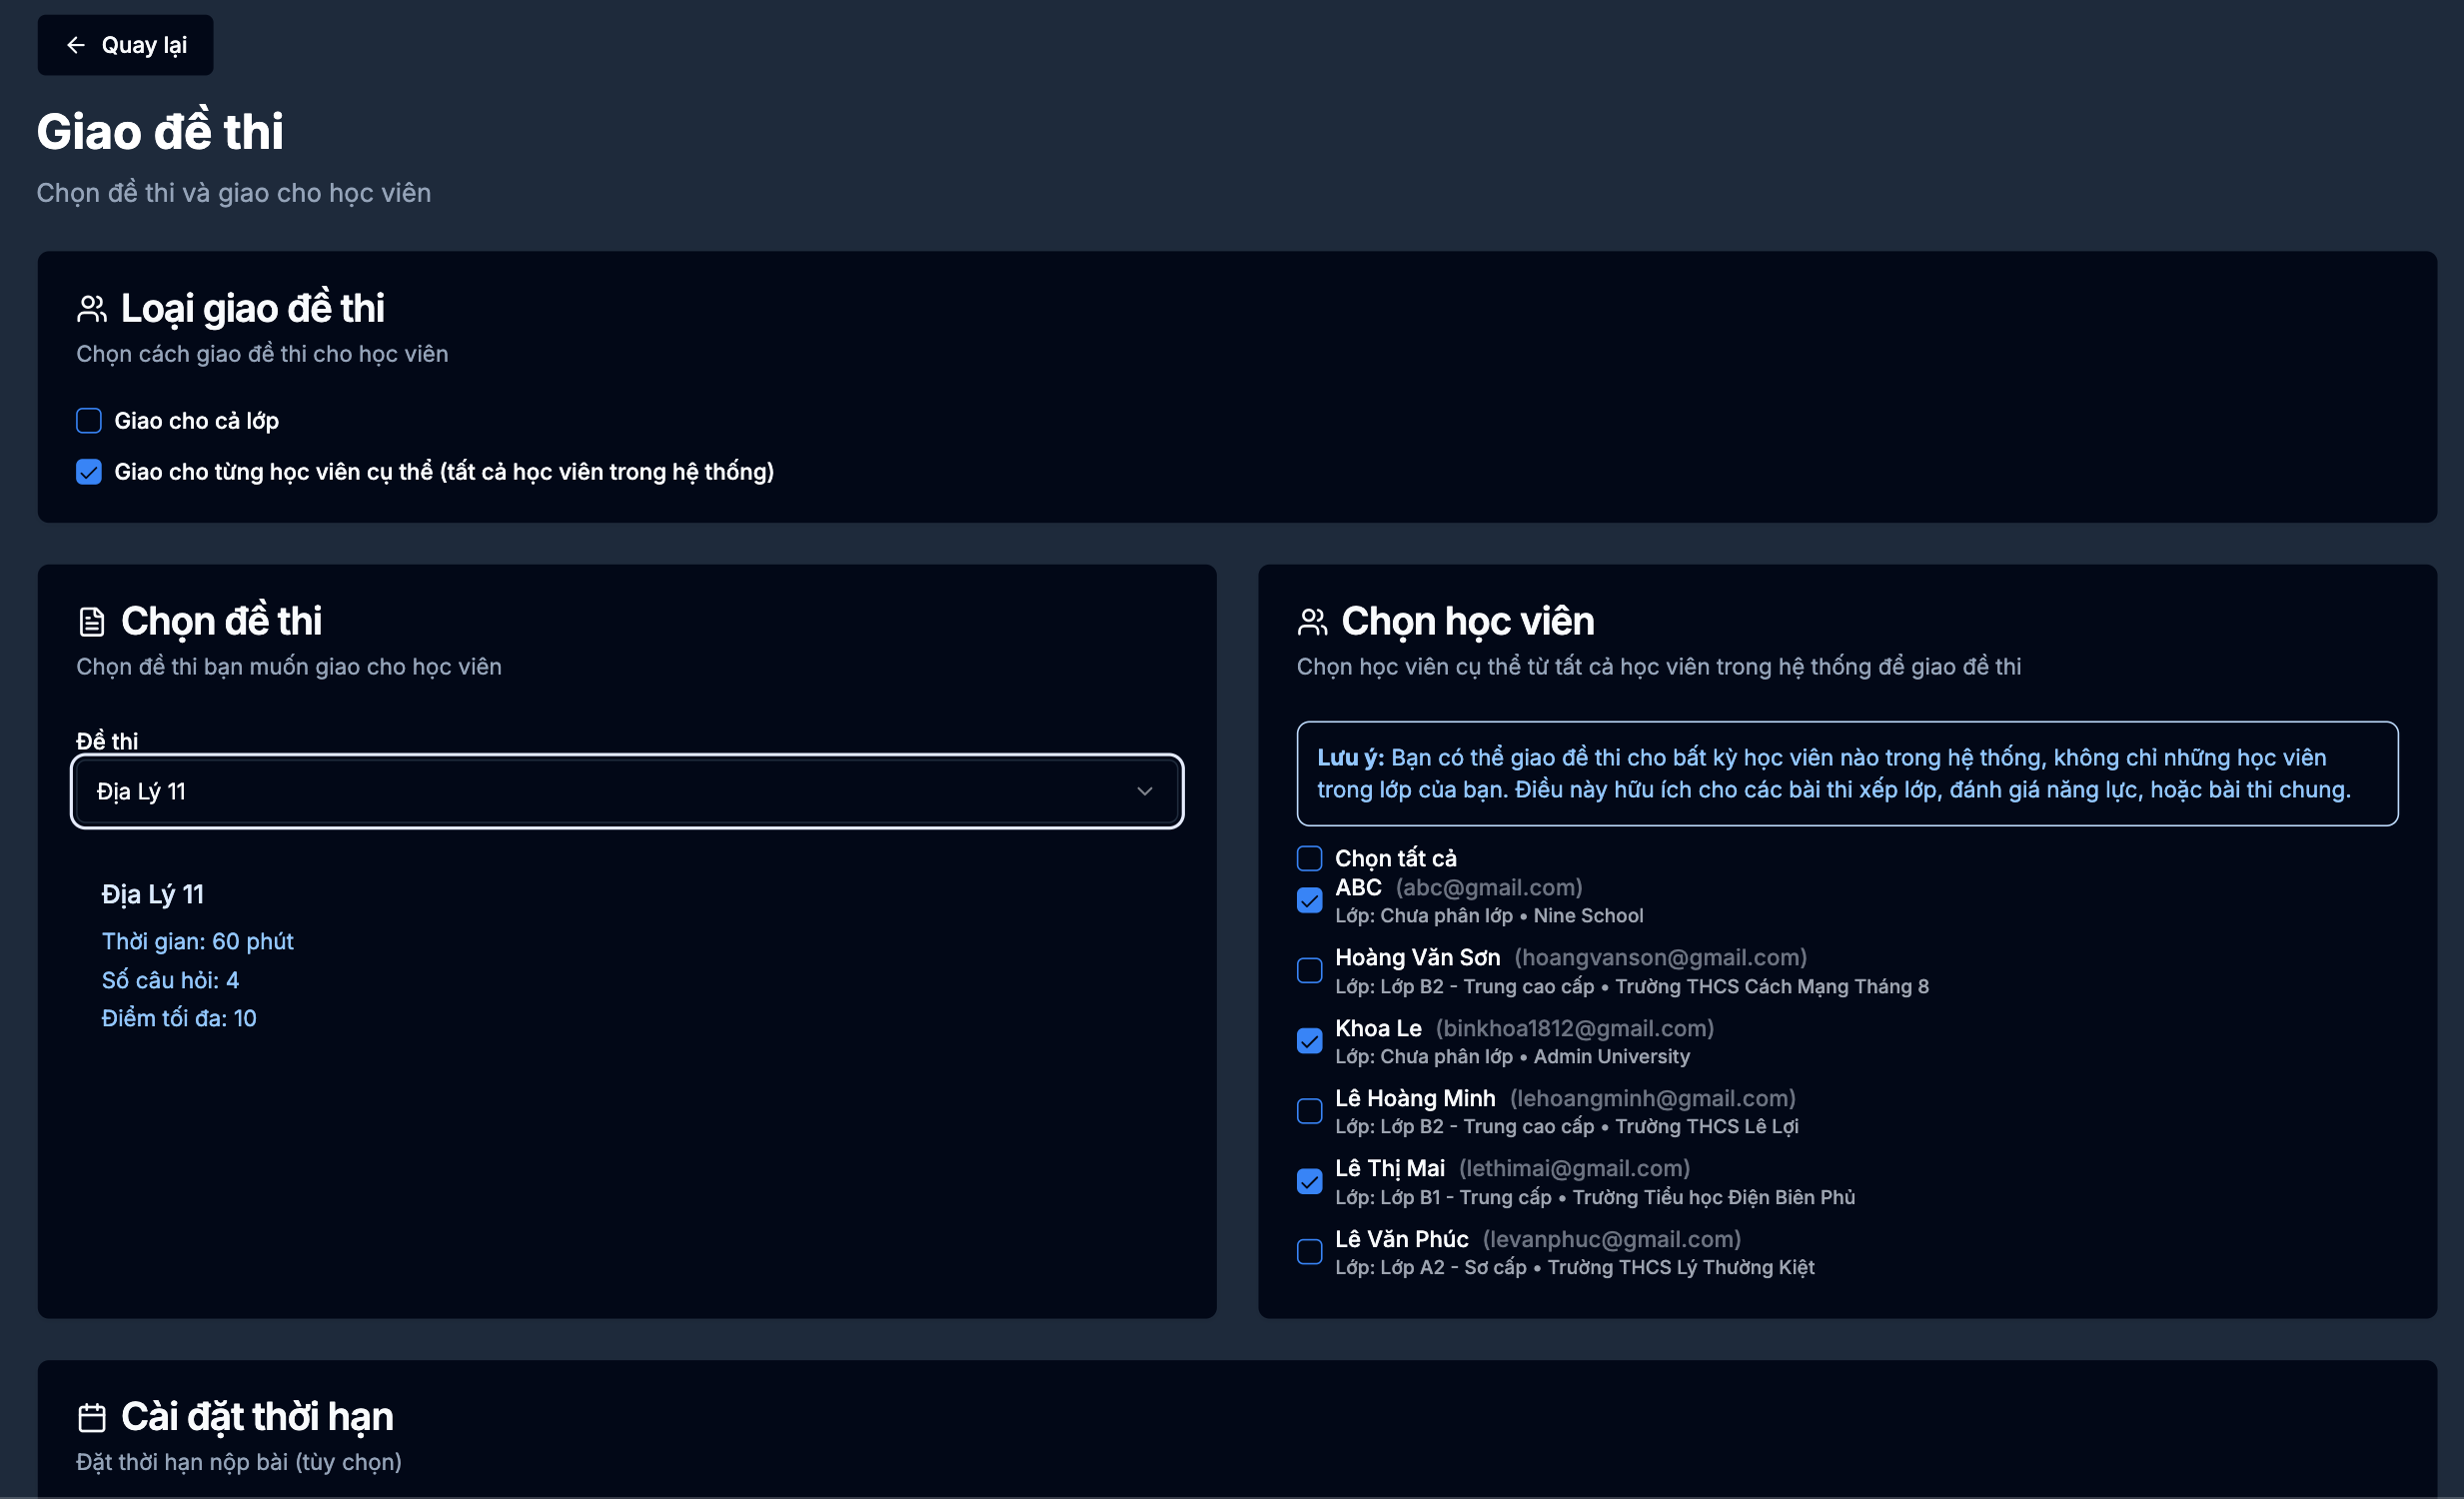 Quay lại
Giao đề thi
Chọn đề thi và giao cho học viên
Loại giao đề thi
Chọn cách giao đề thi cho học viên
Giao cho cả lớp
Giao cho từng học viên cụ thể (tất cả học viên trong hệ thống)
Chọn đề thi
Chọn đề thi bạn muốn giao cho học viên
Đề thi
Địa Lý 11
Địa Lý 11
Thời gian: 60 phút
Số câu hỏi: 4
Điểm tối đa: 10
Chọn học viên
Chọn học viên cụ thể từ tất cả học viên trong hệ thống để giao đề thi
Lưu ý: Bạn có thể giao đề thi cho bất kỳ học viên nào trong hệ thống, không chỉ những học viên
trong lớp của bạn. Điều này hữu ích cho các bài thi xếp lớp, đánh giá năng lực, hoặc bài thi chung.
Chọn tất cả
ABC (abc@gmail.com)
Lớp: Chưa phân lớp • Nine School
Hoàng Văn Sơn (hoangvanson@gmail.com)
Lớp: Lớp B2 - Trung cao cấp • Trường THCS Cách Mạng Tháng 8
Khoa Le (binkhoa1812@gmail.com)
Lớp: Chưa phân lớp • Admin University
Lê Hoàng Minh (lehoangminh@gmail.com)
Lớp: Lớp B2 - Trung cao cấp • Trường THCS Lê Lợi
Lê Thị Mai (lethimai@gmail.com)
Lớp: Lớp B1 - Trung cấp • Trường Tiểu học Điện Biên Phủ
Lê Văn Phúc (levanphuc@gmail.com)
Lớp: Lớp A2 - Sơ cấp • Trường THCS Lý Thường Kiệt
Cài đặt thời hạn
Đặt thời hạn nộp bài (tùy chọn)